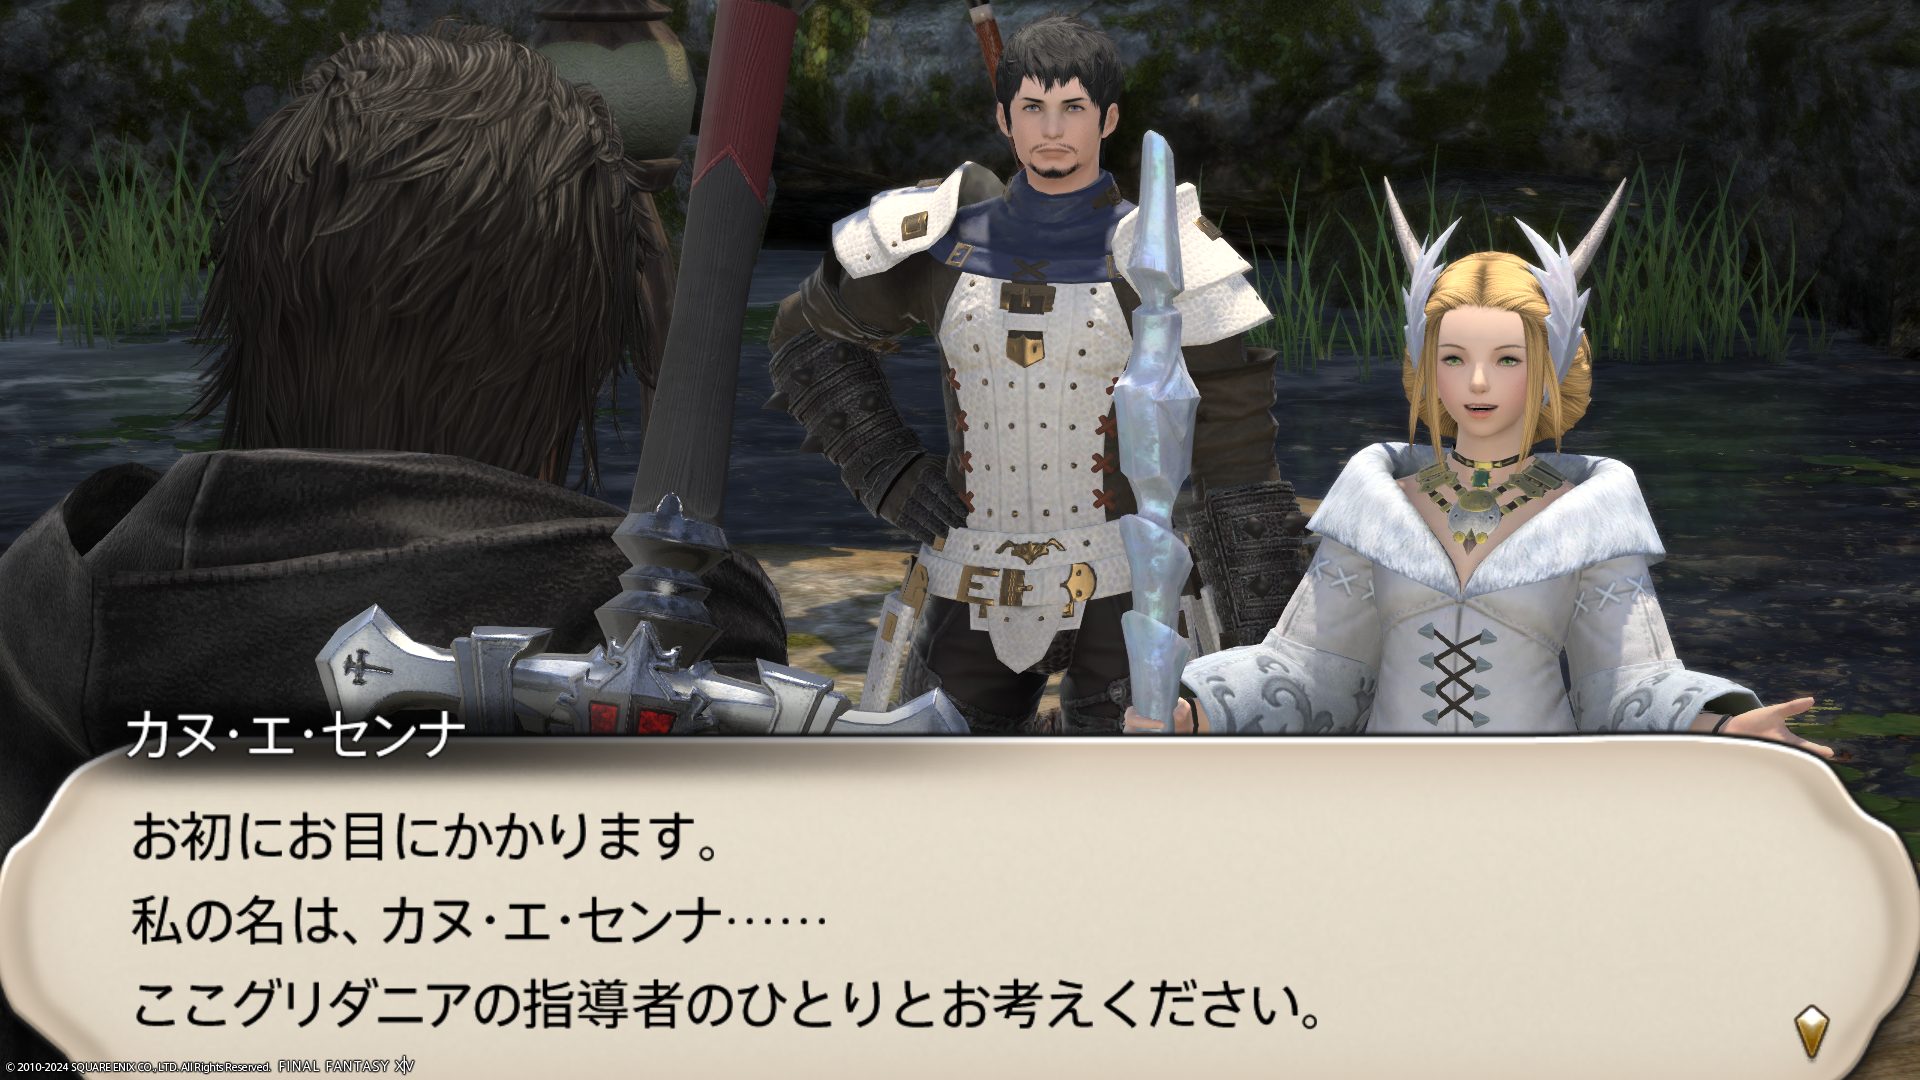 カヌ・エ・センナ
お初にお目にかかります。
私の名は、カヌ・エ・センナ……
ここグリダニアの指導者のひとりとお考えください。
© 2010-2024 SQUARE ENIX CO., LTD. All Rights Reserved. FINAL FANTASY XIV